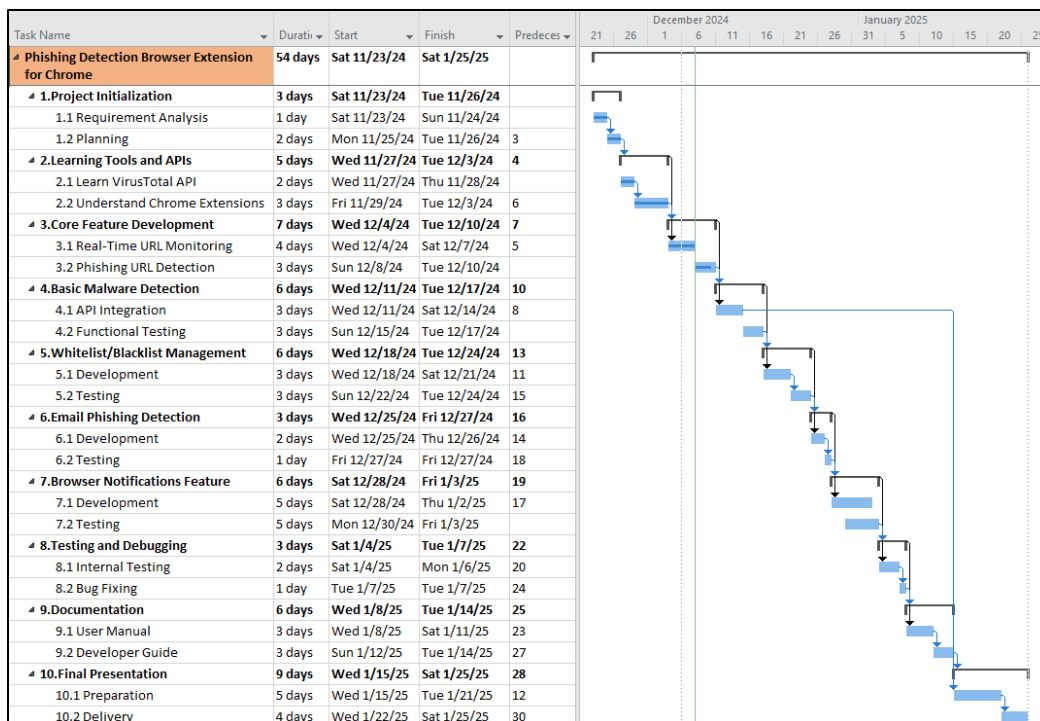 December 2024 January 2025
Task Name Duratic Start Finish Predeces 21 26 1 6 11 16 21 26 31 5 10 15 20 25
Phishing Detection Browser Extension 54 days Sat 11/23/24 Sat 1/25/25
for Chrome
1.Project Initialization 3 days Sat 11/23/24 Tue 11/26/24
1.1 Requirement Analysis 1 day Sat 11/23/24 Sun 11/24/24
1.2 Planning 2 days Mon 11/25/24 Tue 11/26/24 3
2.Learning Tools and APIs 5 days Wed 11/27/24 Tue 12/3/24 4
2.1 Learn VirusTotal API 2 days Wed 11/27/24 Thu 11/28/24
2.2 Understand Chrome Extensions 3 days Fri 11/29/24 Tue 12/3/24 6
3.Core Feature Development 7 days Wed 12/4/24 Tue 12/10/24 7
3.1 Real-Time URL Monitoring 4 days Wed 12/4/24 Sat 12/7/24 5
3.2 Phishing URL Detection 3 days Sun 12/8/24 Tue 12/10/24
4.Basic Malware Detection 6 days Wed 12/11/24 Tue 12/17/24 10
4.1 API Integration 3 days Wed 12/11/24 Sat 12/14/24 8
4.2 Functional Testing 3 days Sun 12/15/24 Tue 12/17/24
5.Whitelist/Blacklist Management 6 days Wed 12/18/24 Tue 12/24/24 13
5.1 Development 3 days Wed 12/18/24 Sat 12/21/24 11
5.2 Testing 3 days Sun 12/22/24 Tue 12/24/24 15
6.Email Phishing Detection 3 days Wed 12/25/24 Fri 12/27/24 16
6.1 Development 2 days Wed 12/25/24 Thu 12/26/24 14
6.2 Testing 1 day Fri 12/27/24 Fri 12/27/24 18
7.Browser Notifications Feature 6 days Sat 12/28/24 Fri 1/3/25 19
7.1 Development 5 days Sat 12/28/24 Thu 1/2/25 17
7.2 Testing 5 days Mon 12/30/24 Fri 1/3/25
8.Testing and Debugging 3 days Sat 1/4/25 Tue 1/7/25 22
8.1 Internal Testing 2 days Sat 1/4/25 Mon 1/6/25 20
8.2 Bug Fixing 1 day Tue 1/7/25 Tue 1/7/25 24
9.Documentation 6 days Wed 1/8/25 Tue 1/14/25 25
9.1 User Manual 3 days Wed 1/8/25 Sat 1/11/25 23
9.2 Developer Guide 3 days Sun 1/12/25 Tue 1/14/25 27
10.Final Presentation 9 days Wed 1/15/25 Sat 1/25/25 28
10.1 Preparation 5 days Wed 1/15/25 Tue 1/21/25 12
10.2 Delivery 4 days Wed 1/22/25 Sat 1/25/25 30